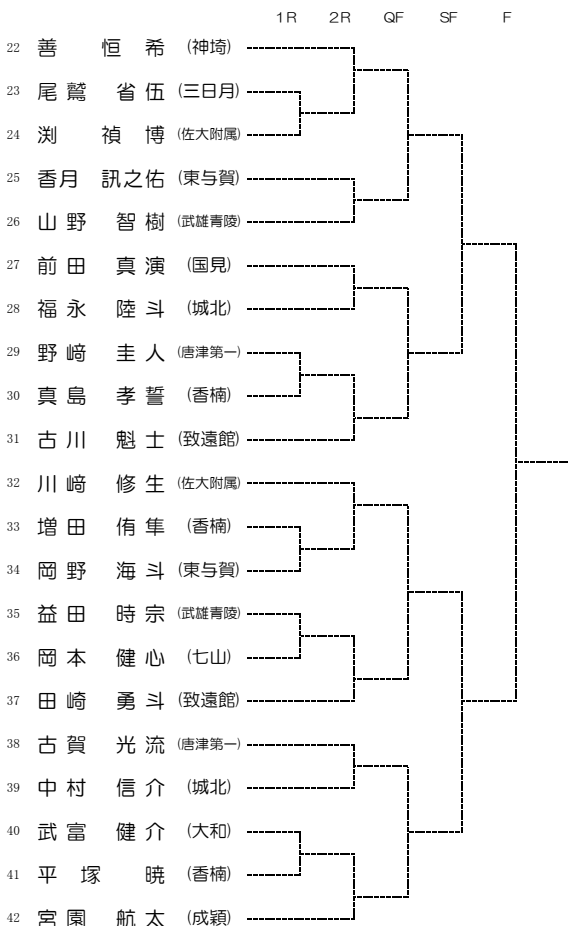 1R 2R QF SF F
22 善 恒 希 (神埼)
23 尾 鷲 省 伍 (三日月)
24 渕 禎 博 (佐大附属)
25 香月 訊之佑 (東与賀)
26 山 野 智 樹 (武雄青陵)
27 前 田 真 演 (国見)
28 福 永 陸 斗 (城北)
29 野 﨑 圭 人 (唐津第一)
30 真 島 孝 誓 (香楠)
31 古 川 魁 士 (致遠館)
32 川 﨑 修 生 (佐大附属)
33 増 田 侑 隼 (香楠)
34 岡 野 海 斗 (東与賀)
35 益 田 時 宗 (武雄青陵)
36 岡 本 健 心 (七山)
37 田 崎 勇 斗 (致遠館)
38 古 賀 光 流 (唐津第一)
39 中 村 信 介 (城北)
40 武 富 健 介 (大和)
41 平 塚 暁 (香楠)
42 宮 園 航 太 (成穎)